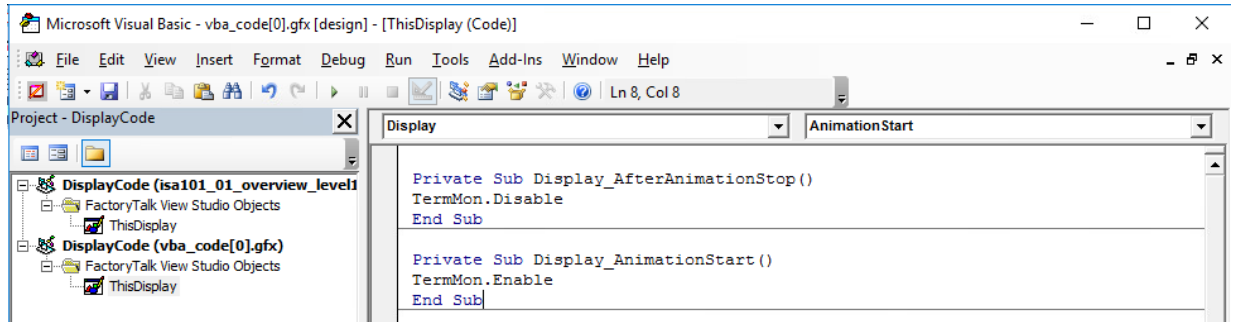 Microsoft Visual Basic - vba_code[0].gfx [design] - [ThisDisplay (Code)]
File Edit View Insert Format Debug Run Tools Add-Ins Window Help
Ln 8, Col 8
Project - DisplayCode
Display
AnimationStart
DisplayCode (isa101_01_overview_level1
FactoryTalk View Studio Objects
ThisDisplay
DisplayCode (vba_code[0].gfx)
FactoryTalk View Studio Objects
ThisDisplay
Private Sub Display_AfterAnimationStop()
TermMon.Disable
End Sub
Private Sub Display_AnimationStart()
TermMon.Enable
End Sub